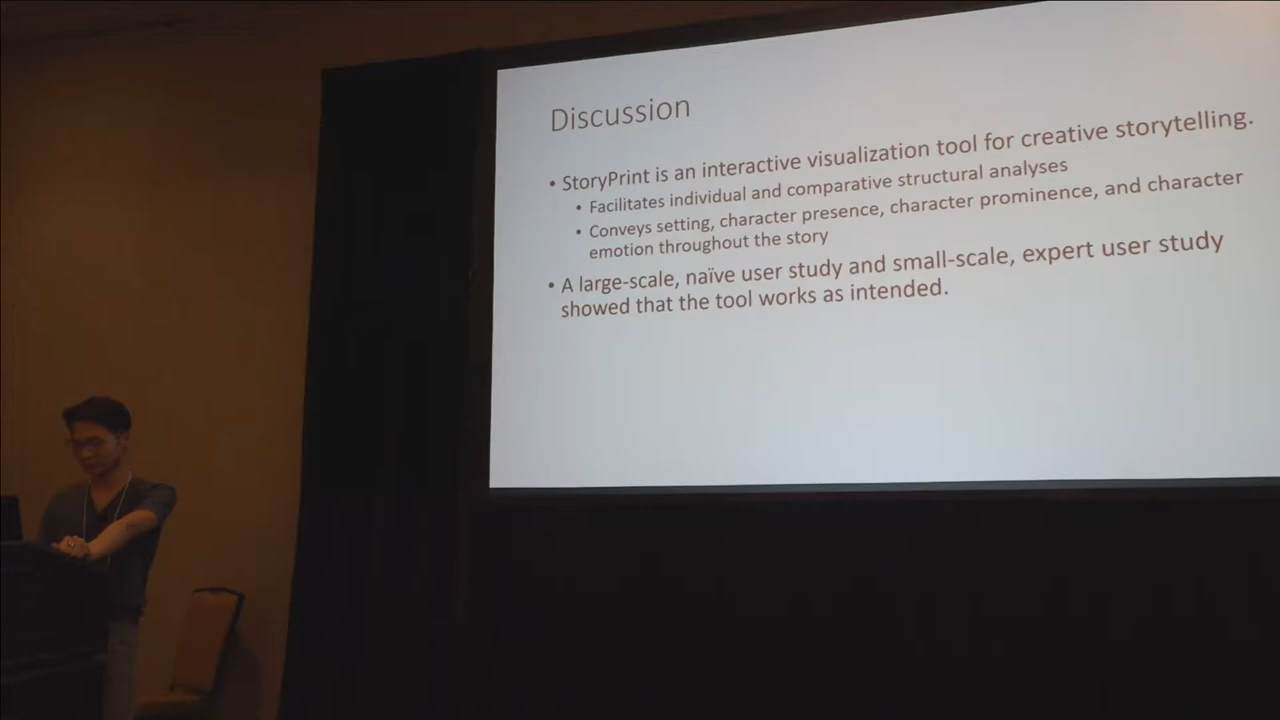 Discussion
• StoryPrint is an interactive visualization tool for creative storytelling.
• Facilitates individual and comparative structural analyses
• Conveys setting, character presence, character prominence, and character
emotion throughout the story
• A large-scale, naïve user study and small-scale, expert user study
showed that the tool works as intended.